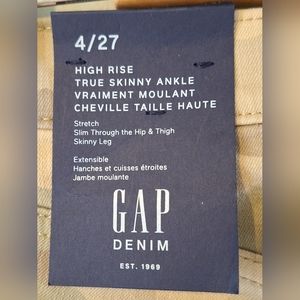 4/27
HIGH RISE
TRUE SKINNY ANKLE
VRAIMENT MOULANT
CHEVILLE TAILLE HAUTE
Stretch
Slim Through the Hip & Thigh
Skinny Leg
Extensible
Hanches et cuisses étroites
Jambe moulante
GAP
DENIM
EST. 1969